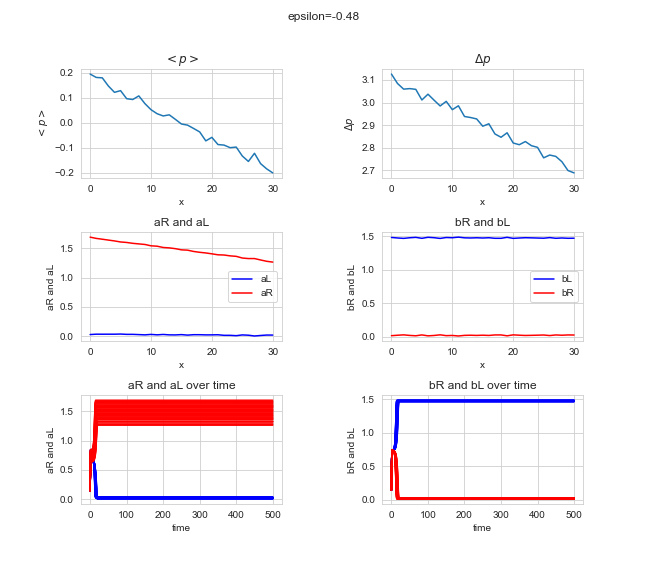 epsilon=-0.48
< p >
Δp
0.2
0.1
0.0
−0.1
−0.2
< p >
0
10
20
30
x
3.1
3.0
2.9
2.8
2.7
Δp
0
10
20
30
x
aR and aL
bR and bL
1.5
1.0
0.5
0.0
aR and aL
aL
aR
0
10
20
30
x
1.5
1.0
0.5
0.0
bR and bL
bL
bR
0
10
20
30
x
aR and aL over time
bR and bL over time
1.5
1.0
0.5
0.0
aR and aL
0
100
200
300
400
500
time
1.5
1.0
0.5
0.0
bR and bL
0
100
200
300
400
500
time